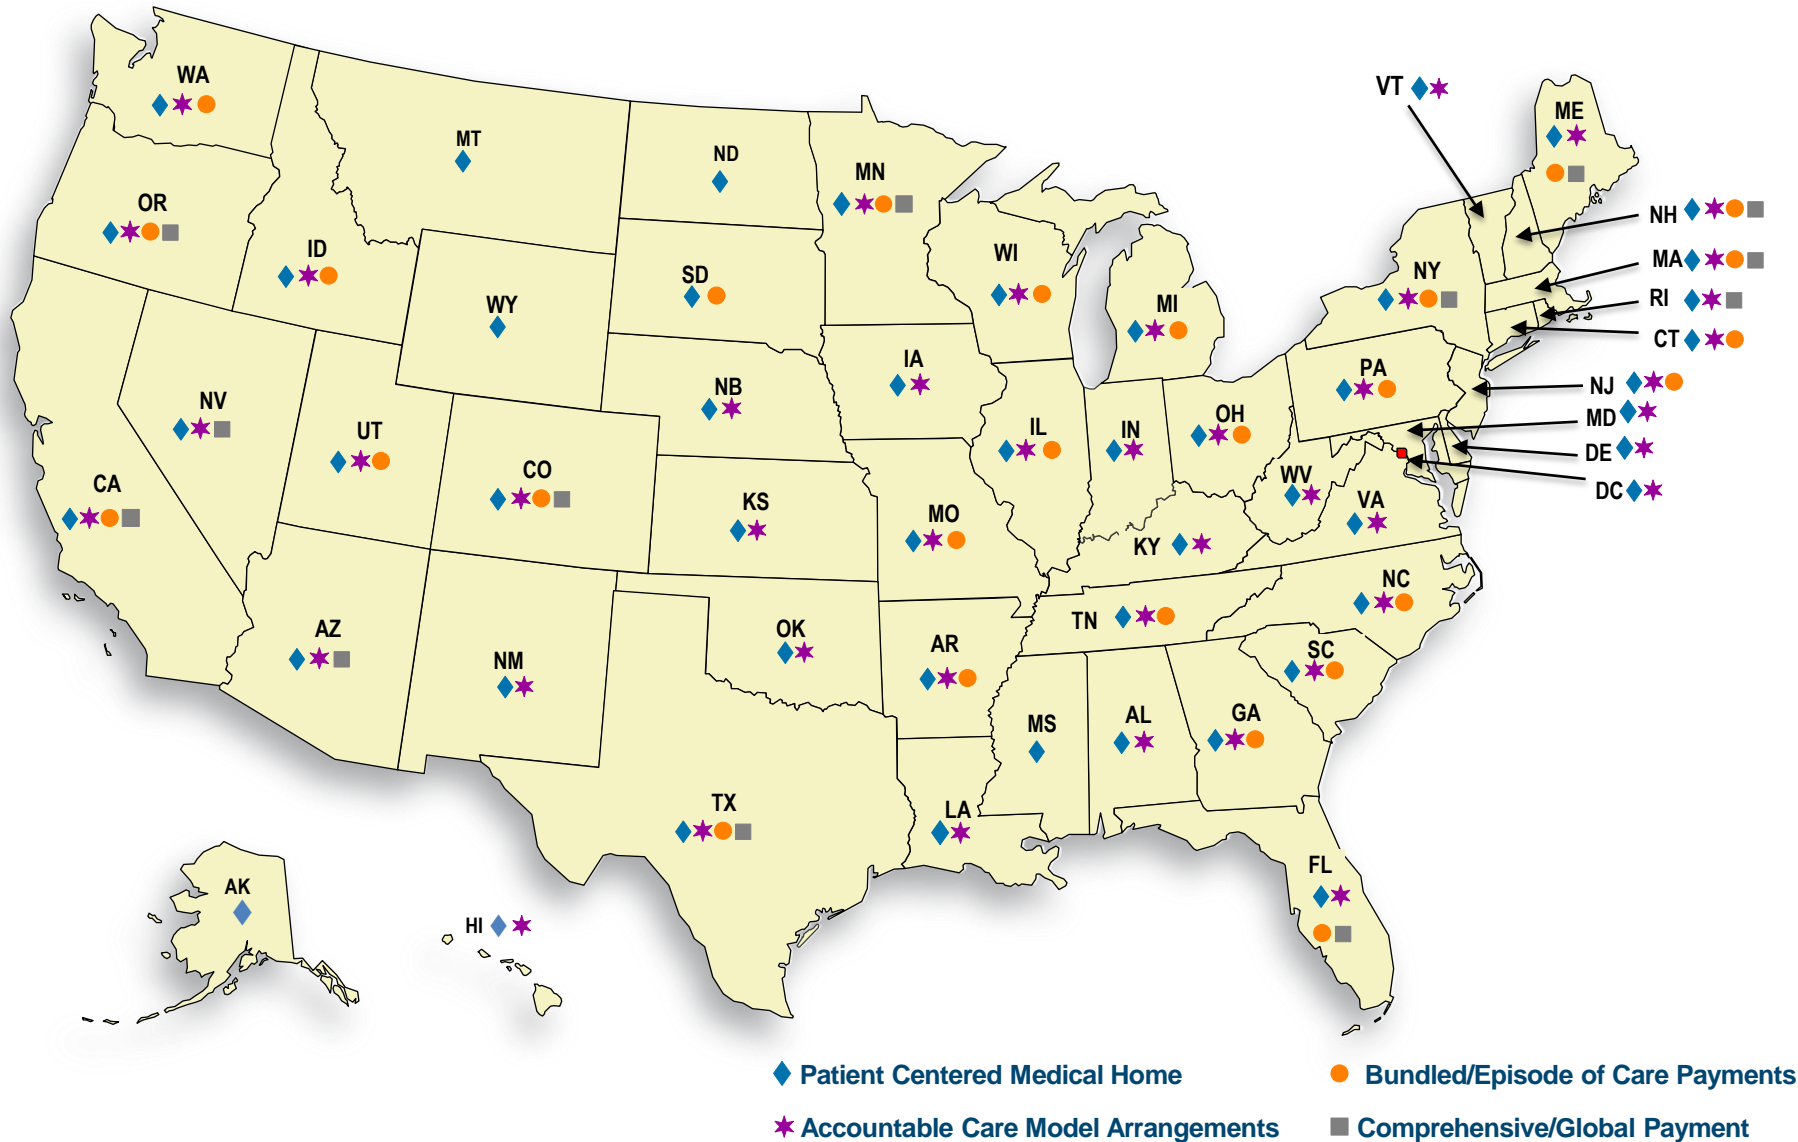 WA
VT
ME
MT
ND
MN
OR
NH
ID
WI
MA
SD
NY
RI
WY
MI
CT
IA
PA
NJ
NB
NV
OH
MD
UT
IL
IN
DE
CO
WV
CA
DC
KS
VA
MO
KY
NC
AZ
OK
TN
AR
SC
NM
MS
AL
GA
TX
LA
FL
AK
HI
Patient Centered Medical Home
Bundled/Episode of Care Payments
Accountable Care Model Arrangements
Comprehensive/Global Payment